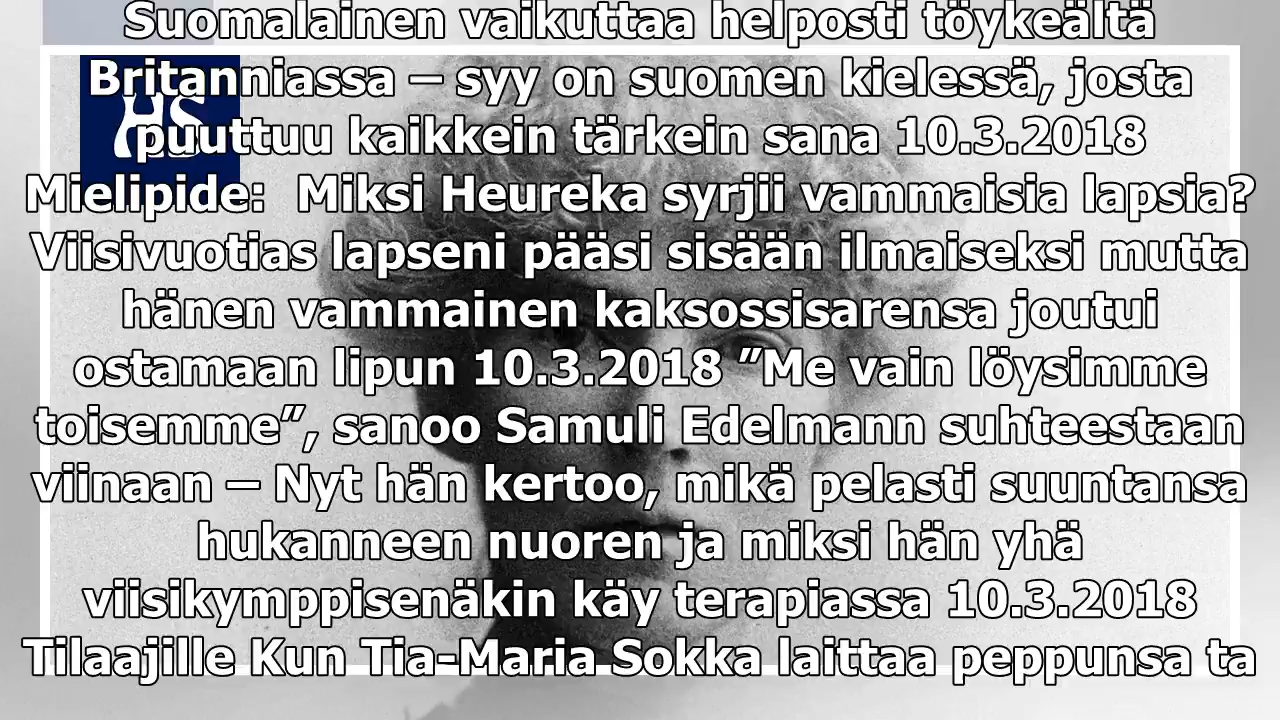 Suomalainen vaikuttaa helposti töykeältä
Britanniassa – syy on suomen kielessä, josta
puuttuu kaikkein tärkein sana 10.3.2018
Mielipide: Miksi Heureka syrjii vammaisia lapsia?
Viisivuotias lapseni pääsi sisään ilmaiseksi mutta
hänen vammainen kaksossisarensa joutui
ostamaan lipun 10.3.2018 ”Me vain löysimme
toisemme”, sanoo Samuli Edelmann suhteestaan
viinaan – Nyt hän kertoo, mikä pelasti suuntansa
hukanneen nuoren ja miksi hän yhä
viisikymppisenäkin käy terapiassa 10.3.2018
Tilaajille Kun Tia-Maria Sokka laittaa peppunsa ta
HS